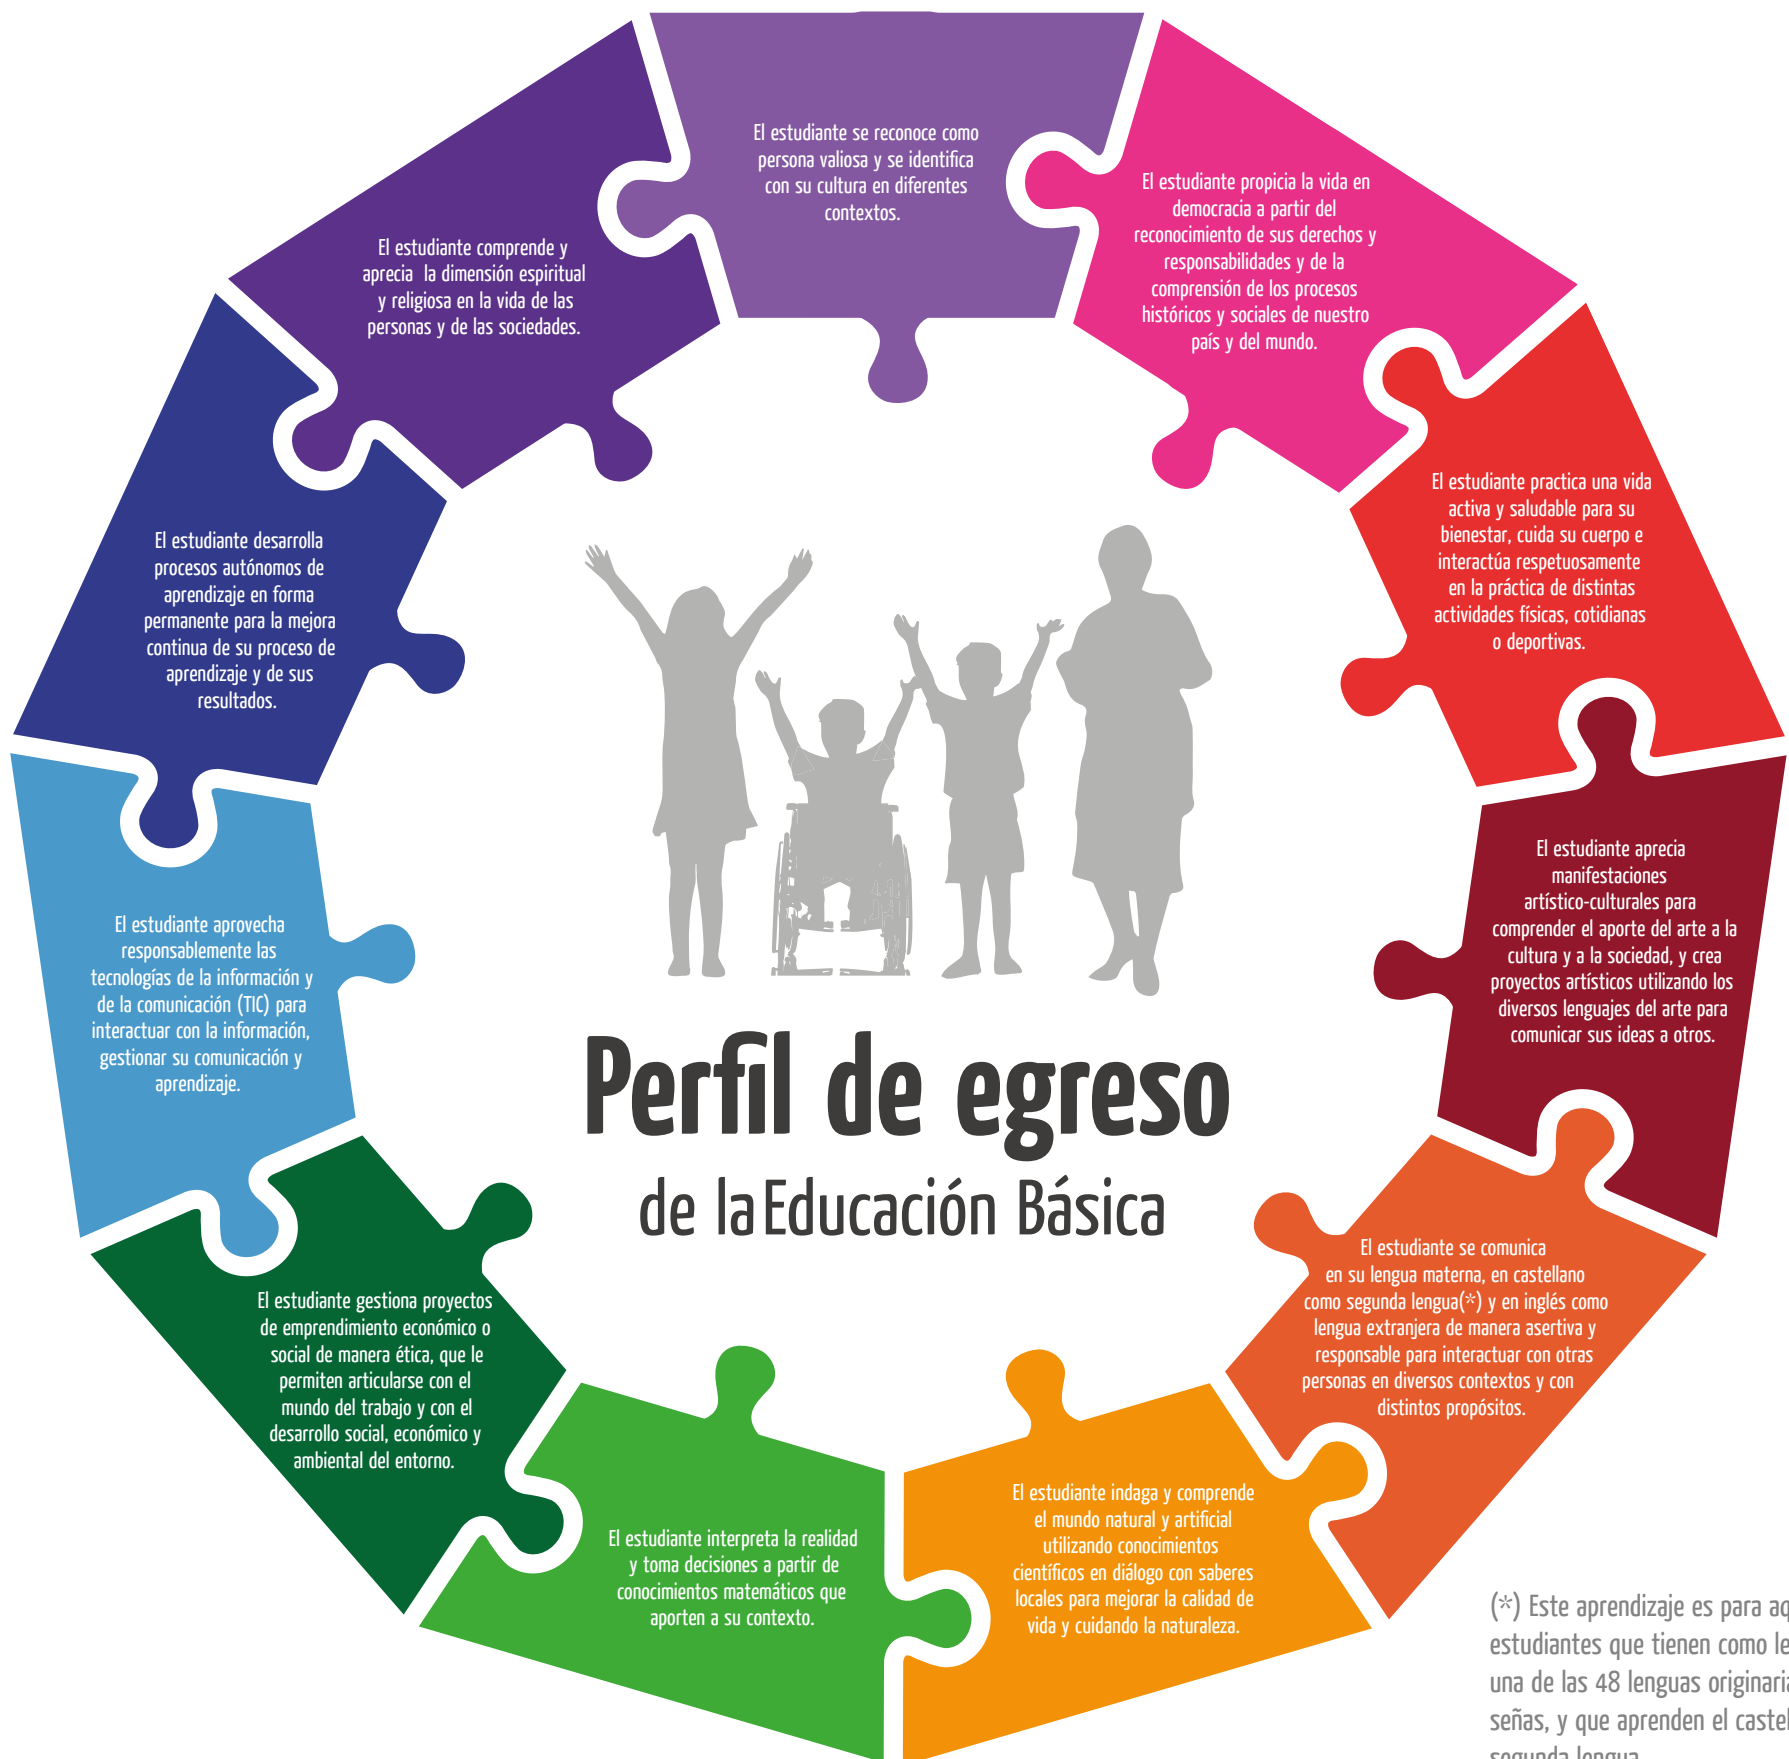 El estudiante se reconoce como
persona valiosa y se identifica
con su cultura en diferentes
contextos.
El estudiante propicia la vida en
democracia a partir del
reconocimiento de sus derechos y
responsabilidades y de la
comprensión de los procesos
históricos y sociales de nuestro
país y del mundo.
El estudiante practica una vida
activa y saludable para su
bienestar, cuida su cuerpo e
interactúa respetuosamente
en la práctica de distintas
actividades físicas, cotidianas
o deportivas.
El estudiante aprecia
manifestaciones
artístico-culturales para
comprender el aporte del arte a la
cultura y a la sociedad, y crea
proyectos artísticos utilizando los
diversos lenguajes del arte para
comunicar sus ideas a otros.
El estudiante se comunica
en su lengua materna, en castellano
como segunda lengua(*) y en inglés como
lengua extranjera de manera asertiva y
responsable para interactuar con otras
personas en diversos contextos y con
distintos propósitos.
El estudiante indaga y comprende
el mundo natural y artificial
utilizando conocimientos
científicos en diálogo con saberes
locales para mejorar la calidad de
vida y cuidando la naturaleza.
El estudiante interpreta la realidad
y toma decisiones a partir de
conocimientos matemáticos que
aporten a su contexto.
El estudiante gestiona proyectos
de emprendimiento económico o
social de manera ética, que le
permiten articularse con el
mundo del trabajo y con el
desarrollo social, económico y
ambiental del entorno.
El estudiante aprovecha
responsablemente las
tecnologías de la información y
de la comunicación (TIC) para
interactuar con la información,
gestionar su comunicación y
aprendizaje.
El estudiante desarrolla
procesos autónomos de
aprendizaje en forma
permanente para la mejora
continua de su proceso de
aprendizaje y de sus
resultados.
El estudiante comprende y
aprecia la dimensión espiritual
y religiosa en la vida de las
personas y de las sociedades.
Perfil de egreso
de la Educación Básica
(*) Este aprendizaje es para
estudiantes que tienen como
una de las 48 lenguas
señas, y que aprenden el
segunda lengua